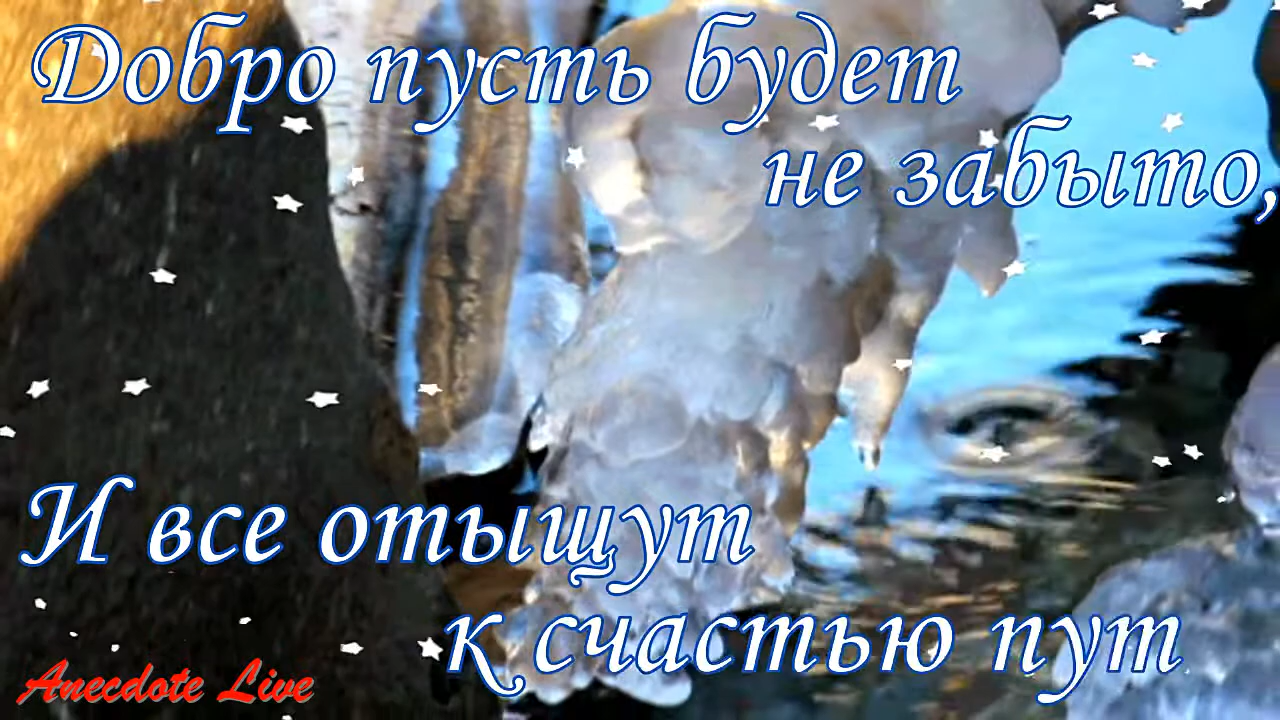 Добро пусть будет
не забыто,
И все отыщут
к счастью пут
Anecdote Live